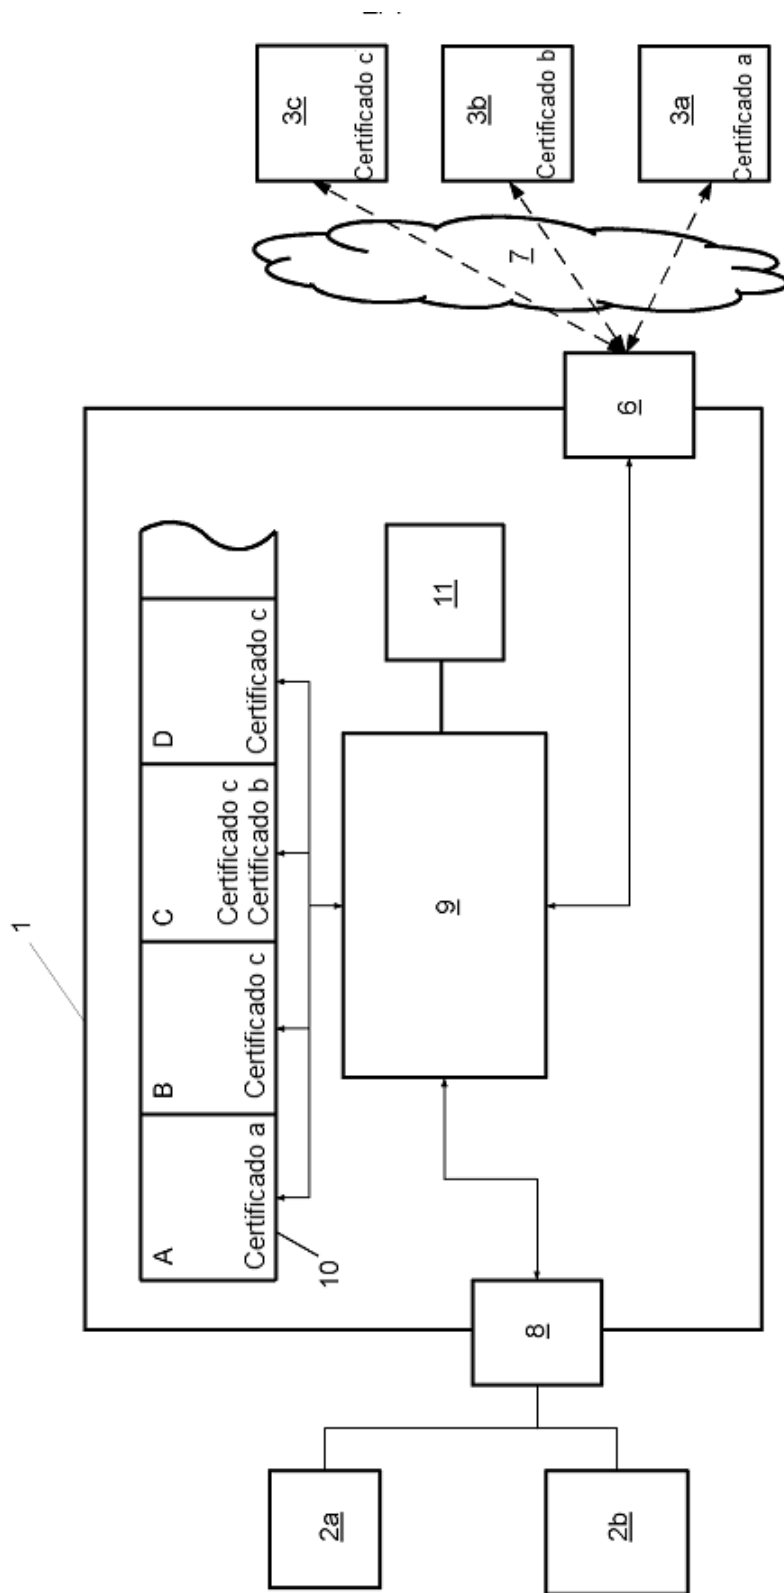 1
A
Certificado a
B
Certificado c
C
Certificado c
Certificado b
D
Certificado c
10
9
11
8
6
7
2a
2b
3c
Certificado c
3b
Certificado b
3a
Certificado a